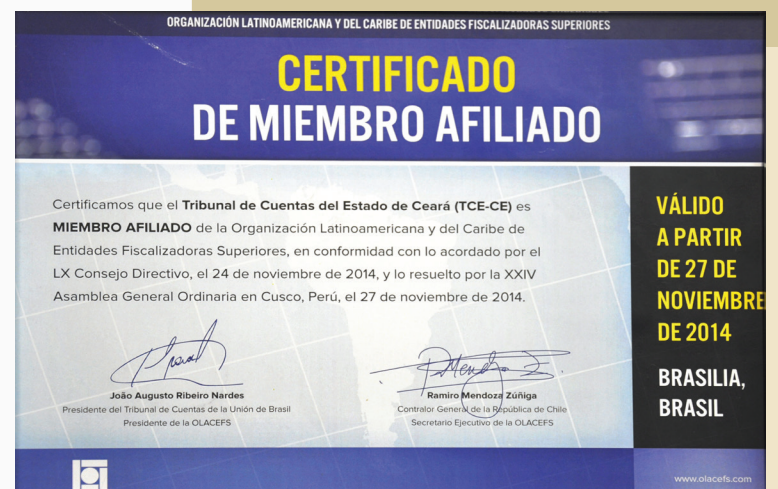 ORGANIZACIÓN LATINOAMERICANA Y DEL CARIBE DE ENTIDADES FISCALIZADORAS SUPERIORES
CERTIFICADO
DE MIEMBRO AFILIADO
Certificamos que el Tribunal de Cuentas del Estado de Ceará (TCE-CE) es
MIEMBRO AFILIADO de la Organización Latinoamericana y del Caribe de
Entidades Fiscalizadoras Superiores, en conformidad con lo acordado por el
LX Consejo Directivo, el 24 de noviembre de 2014, y lo resuelto por la XXIV
Asamblea General Ordinaria en Cusco, Perú, el 27 de noviembre de 2014.
João Augusto Ribeiro Nardes
Presidente del Tribunal de Cuentas de la Unión de Brasil
Presidente de la OLACEFS
Ramiro Mendoza Zúñiga
Contralor General de la República de Chile
Secretario Ejecutivo de la OLACEFS
VÁLIDO
A PARTIR
DE 27 DE
NOVIEMBRE
DE 2014
BRASILIA,
BRASIL
www.olacefs.com